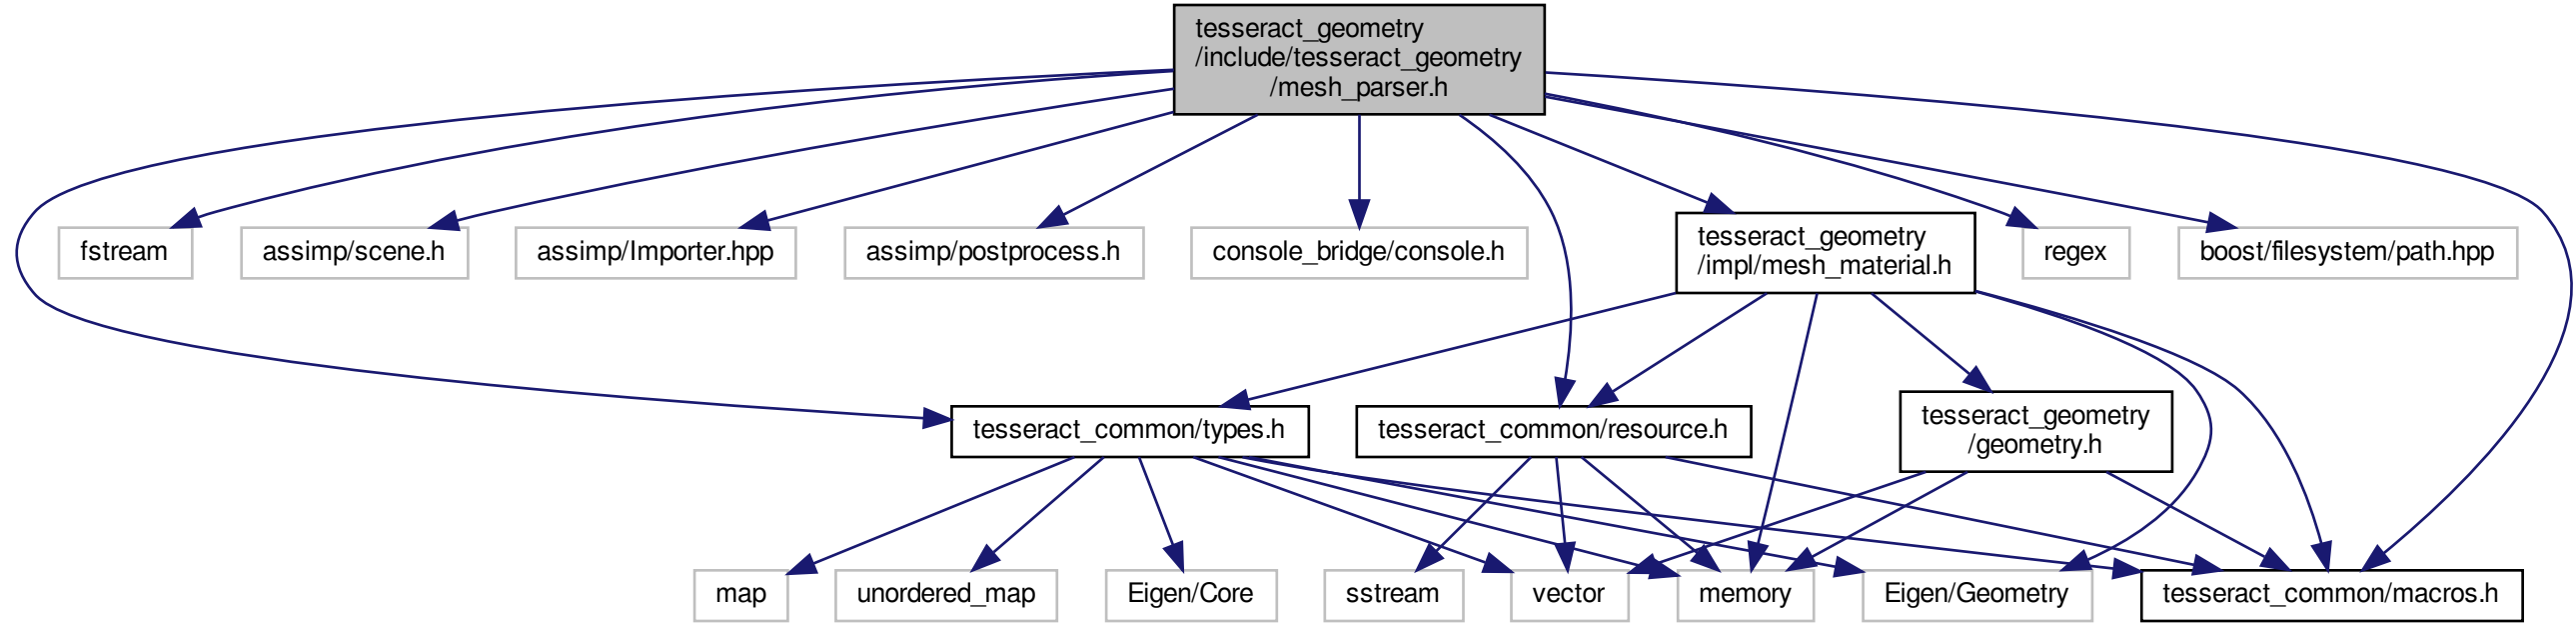 tesseract_geometry
/include/tesseract_geometry
/mesh_parser.h
fstream
assimp/scene.h
assimp/Importer.hpp
assimp/postprocess.h
console_bridge/console.h
tesseract_geometry
/impl/mesh_material.h
regex
boost/filesystem/path.hpp
tesseract_common/types.h
tesseract_common/resource.h
tesseract_geometry
/geometry.h
map
unordered_map
Eigen/Core
sstream
vector
memory
Eigen/Geometry
tesseract_common/macros.h